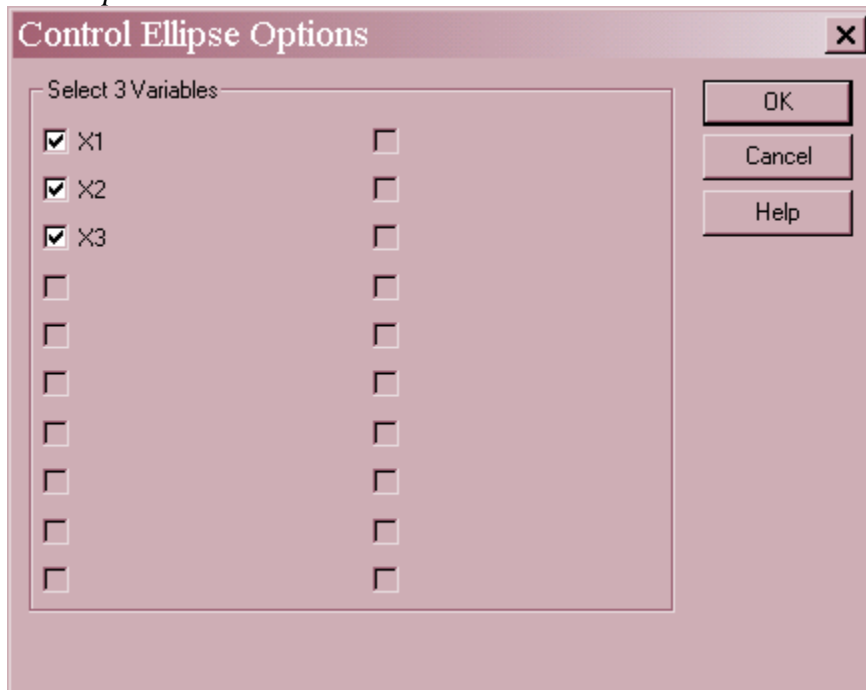 Control Ellipse Options
Select 3 Variables
X1
X2
X3
OK
Cancel
Help